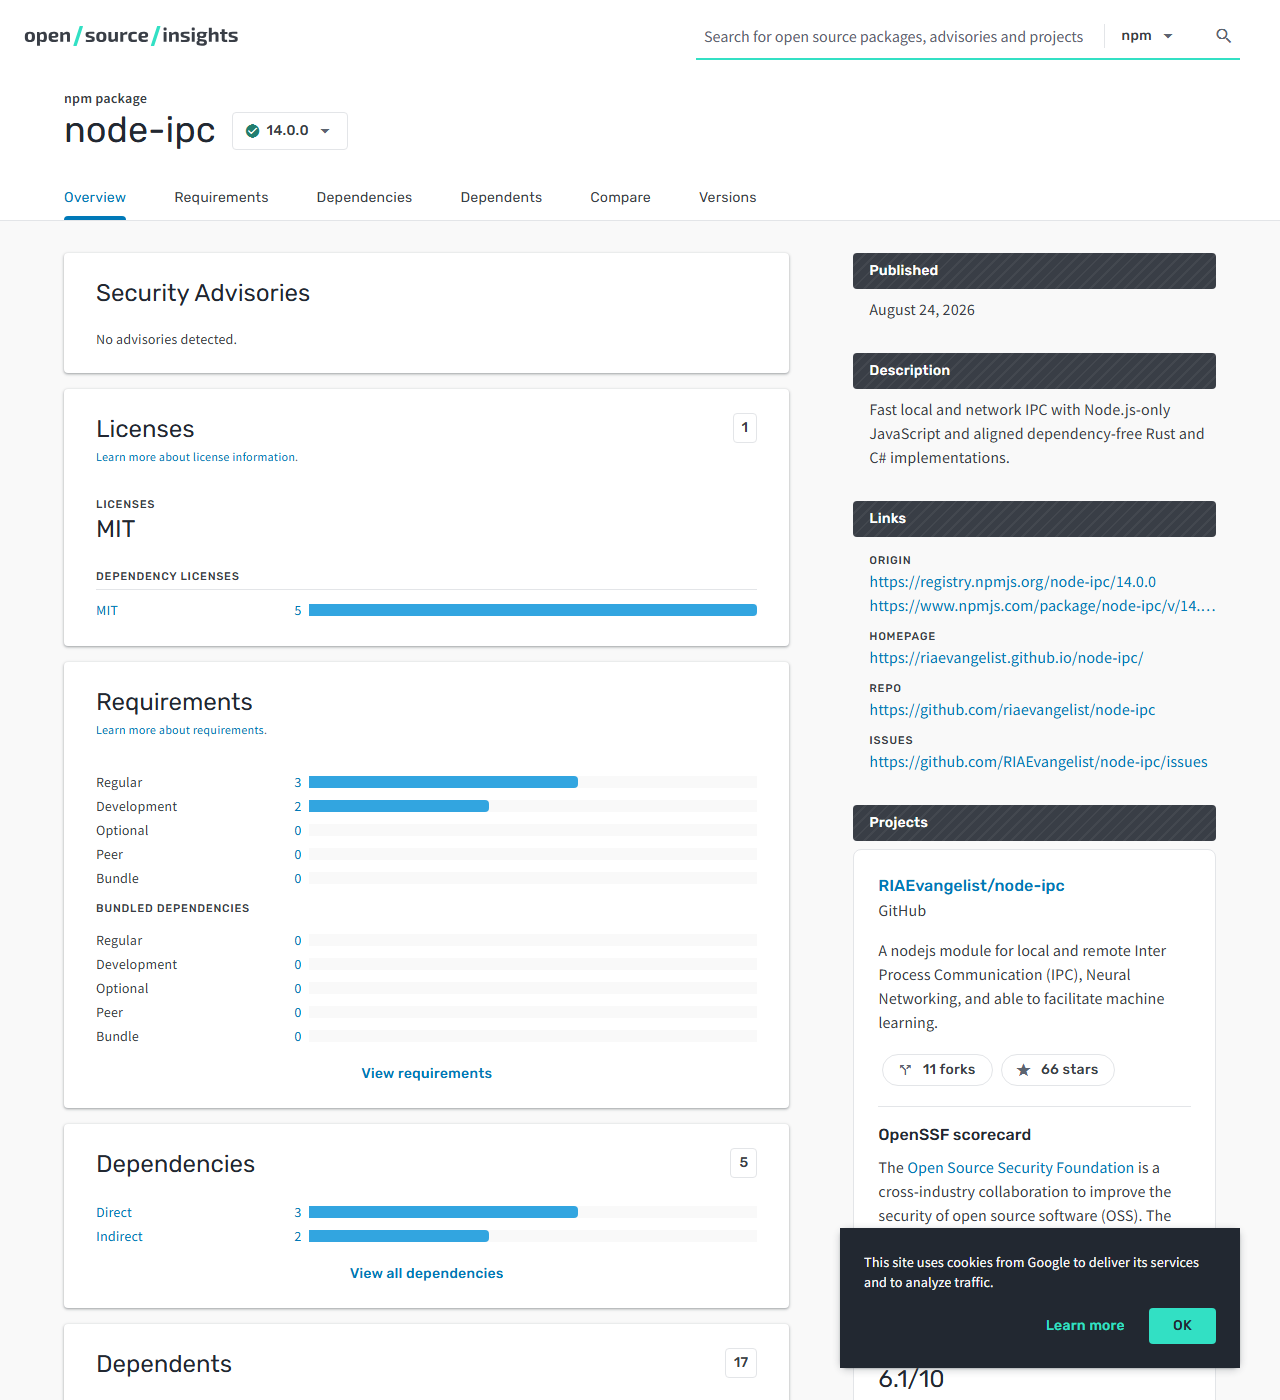 open/source/insights
Search for open source packages, advisories and projects
npm
npm package
node-ipc
14.0.0
Overview
Requirements
Dependencies
Dependents
Compare
Versions
Security Advisories
No advisories detected.
Licenses
1
Learn more about license information.
LICENSES
MIT
DEPENDENCY LICENSES
MIT 5
Requirements
Learn more about requirements.
Regular 3
Development 2
Optional 0
Peer 0
Bundle 0
BUNDLED DEPENDENCIES
Regular 0
Development 0
Optional 0
Peer 0
Bundle 0
View requirements
Dependencies
5
Direct 3
Indirect 2
View all dependencies
Dependents
17
Published
August 24, 2026
Description
Fast local and network IPC with Node.js-only
JavaScript and aligned dependency-free Rust and
C# implementations.
Links
ORIGIN
https://registry.npmjs.org/node-ipc/14.0.0
https://www.npmjs.com/package/node-ipc/v/14.…
HOMEPAGE
https://riaevangelist.github.io/node-ipc/
REPO
https://github.com/riaevangelist/node-ipc
ISSUES
https://github.com/RIAEvangelist/node-ipc/issues
Projects
RIAEvangelist/node-ipc
GitHub
A nodejs module for local and remote Inter
Process Communication (IPC), Neural
Networking, and able to facilitate machine
learning.
11 forks
66 stars
OpenSSF scorecard
The Open Source Security Foundation is a
cross-industry collaboration to improve the
security of open source software (OSS). The
This site uses cookies from Google to deliver its services
and to analyze traffic.
Learn more
OK
6.1/10